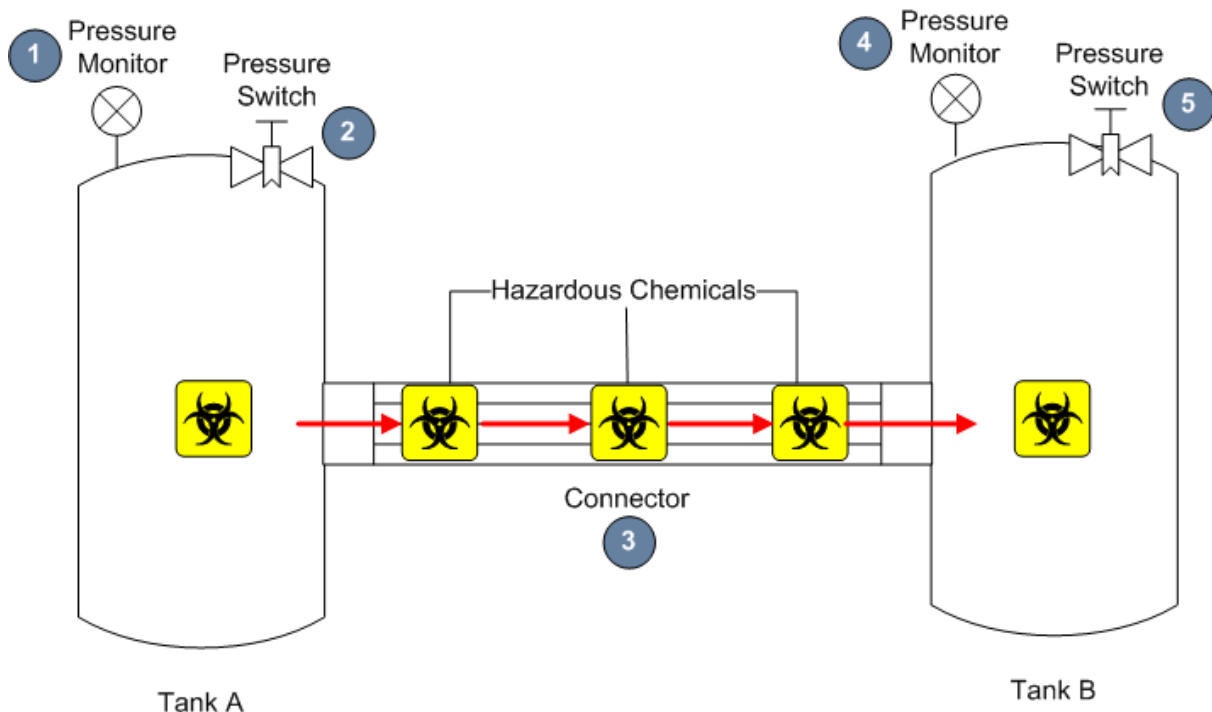 1
Pressure
Monitor
Pressure
Switch
2
4
Pressure
Monitor
Pressure
Switch
5
Hazardous Chemicals
Connector
3
Tank A
Tank B